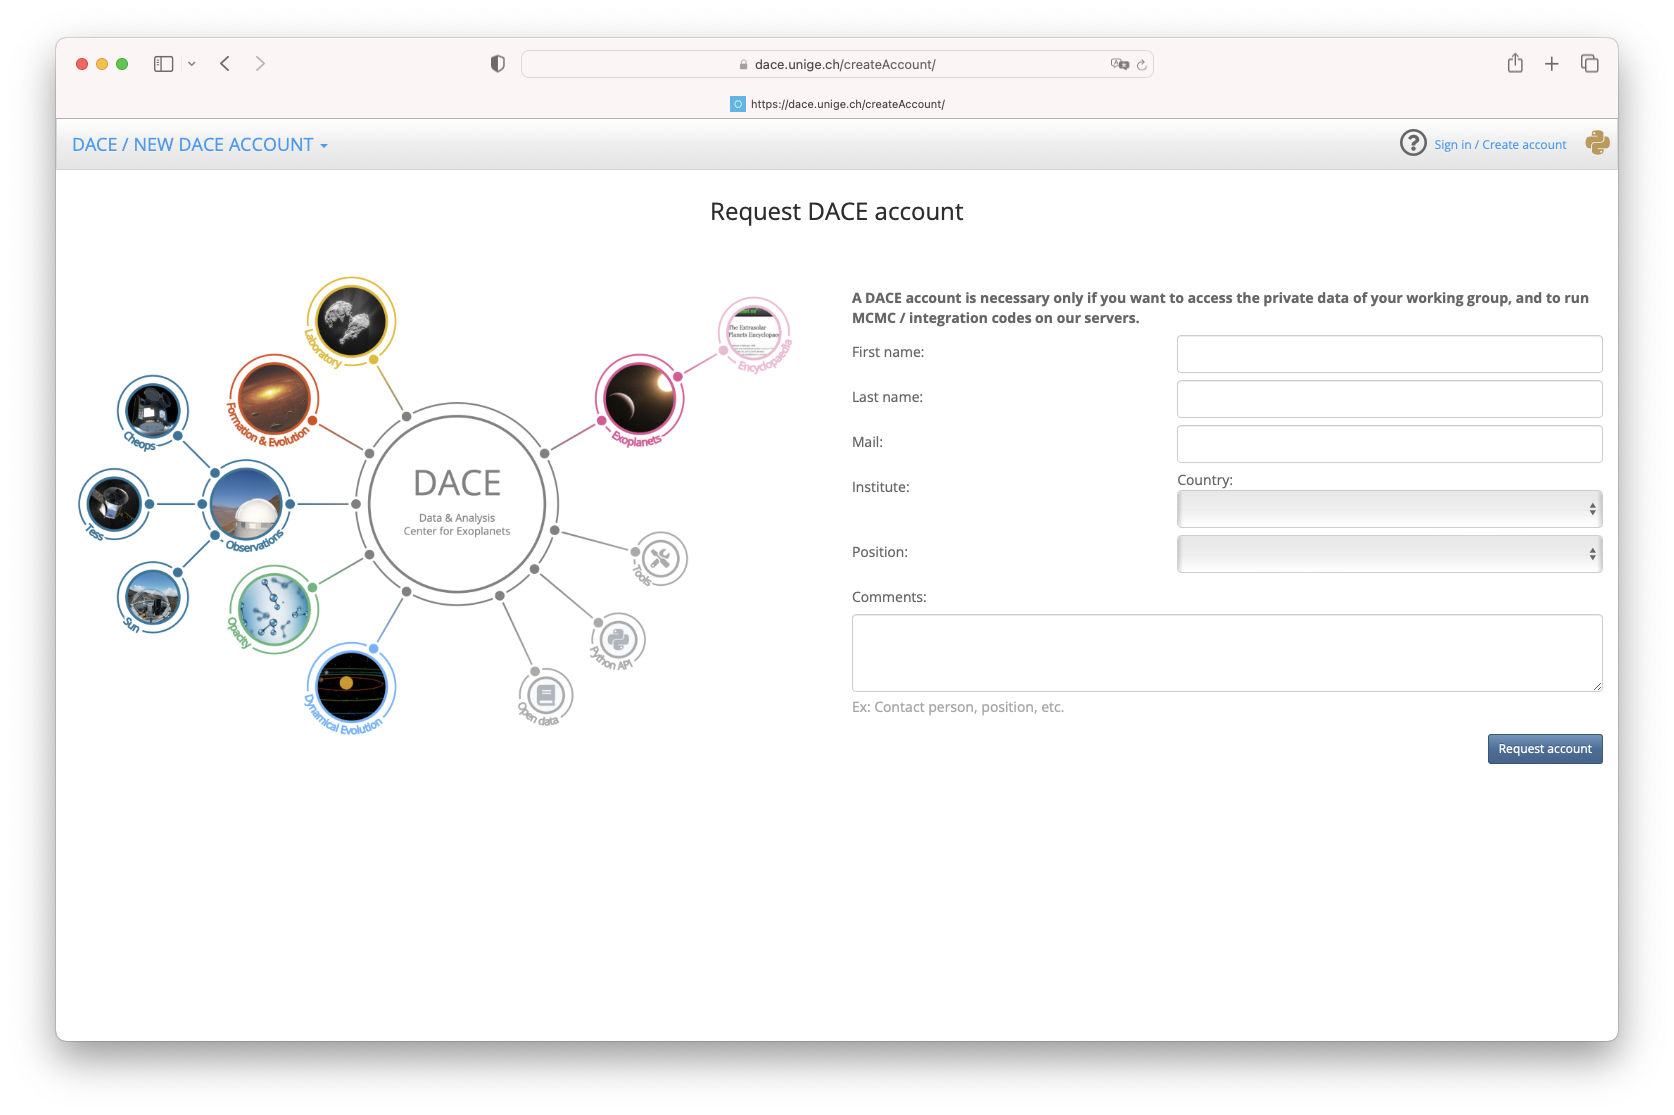 dace.unige.ch/createAccount/
https://dace.unige.ch/createAccount/
DACE / NEW DACE ACCOUNT
Sign in / Create account
Request DACE account
Laboratory
Formation & Evolution
Cheops
Tess
Observations
Sun
Opacity
Dynamical Evolution
DACE
Data & Analysis
Center for Exoplanets
Exoplanets
The Extrasolar
Planets Encyclopae
Encyclopaedia
Tools
Python API
Open data
A DACE account is necessary only if you want to access the private data of your working group, and to run
MCMC / integration codes on our servers.
First name:
Last name:
Mail:
Institute:
Country:
Position:
Comments:
Ex: Contact person, position, etc.
Request account